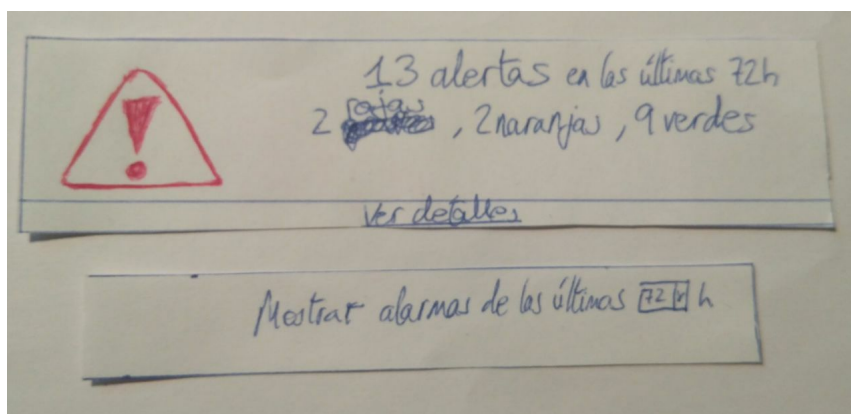 13 alertas en las últimas 72h
2 rojas, 2 naranjas, 9 verdes
Ver detalles
Mostrar alarmas de las últimas 72 h